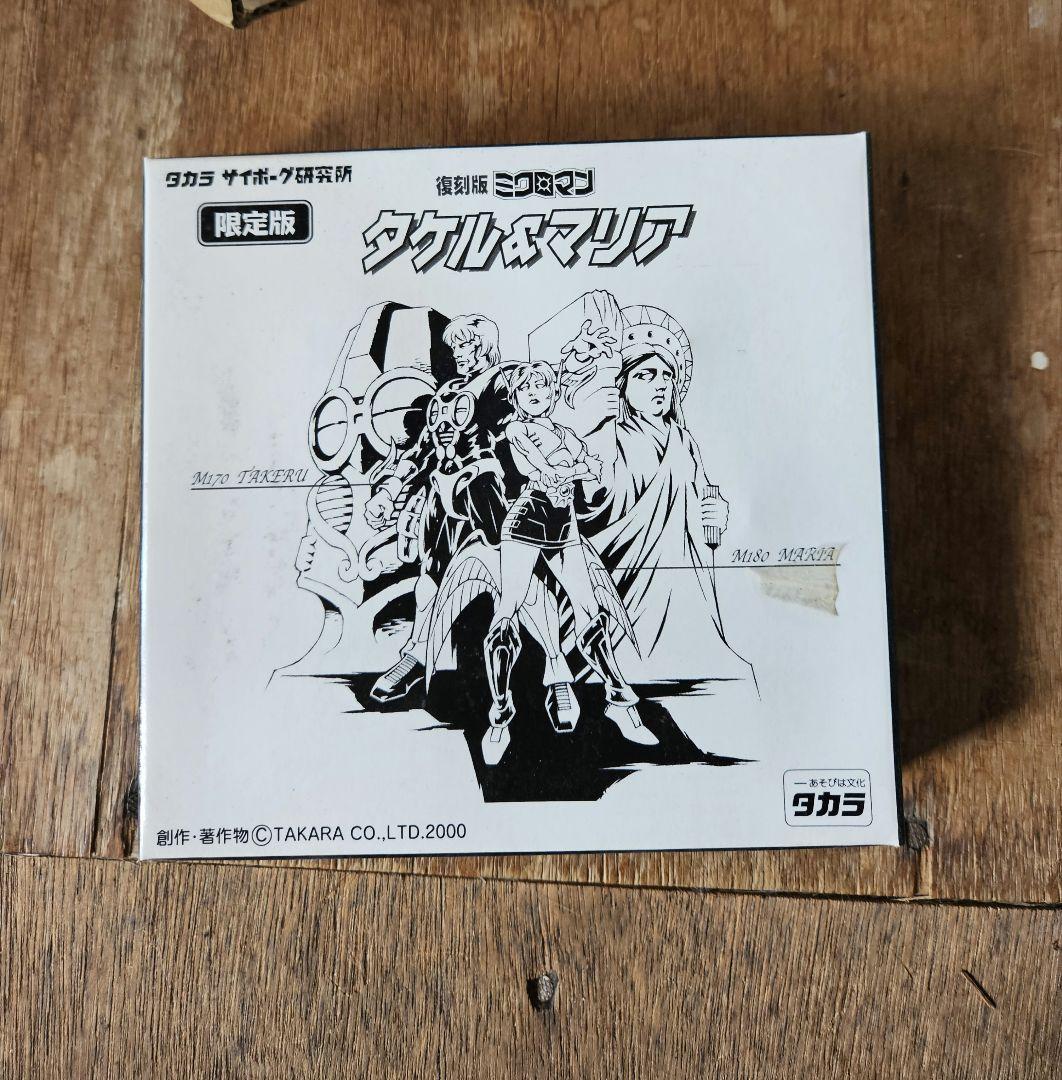 タカラ サイボーグ研究所
限定版
復刻版 ミクロマン
タケル&マリア
M170 TAKERU
M180 MARIA
創作・著作物©TAKARA CO.,LTD.2000
―あそびは文化
タカラ